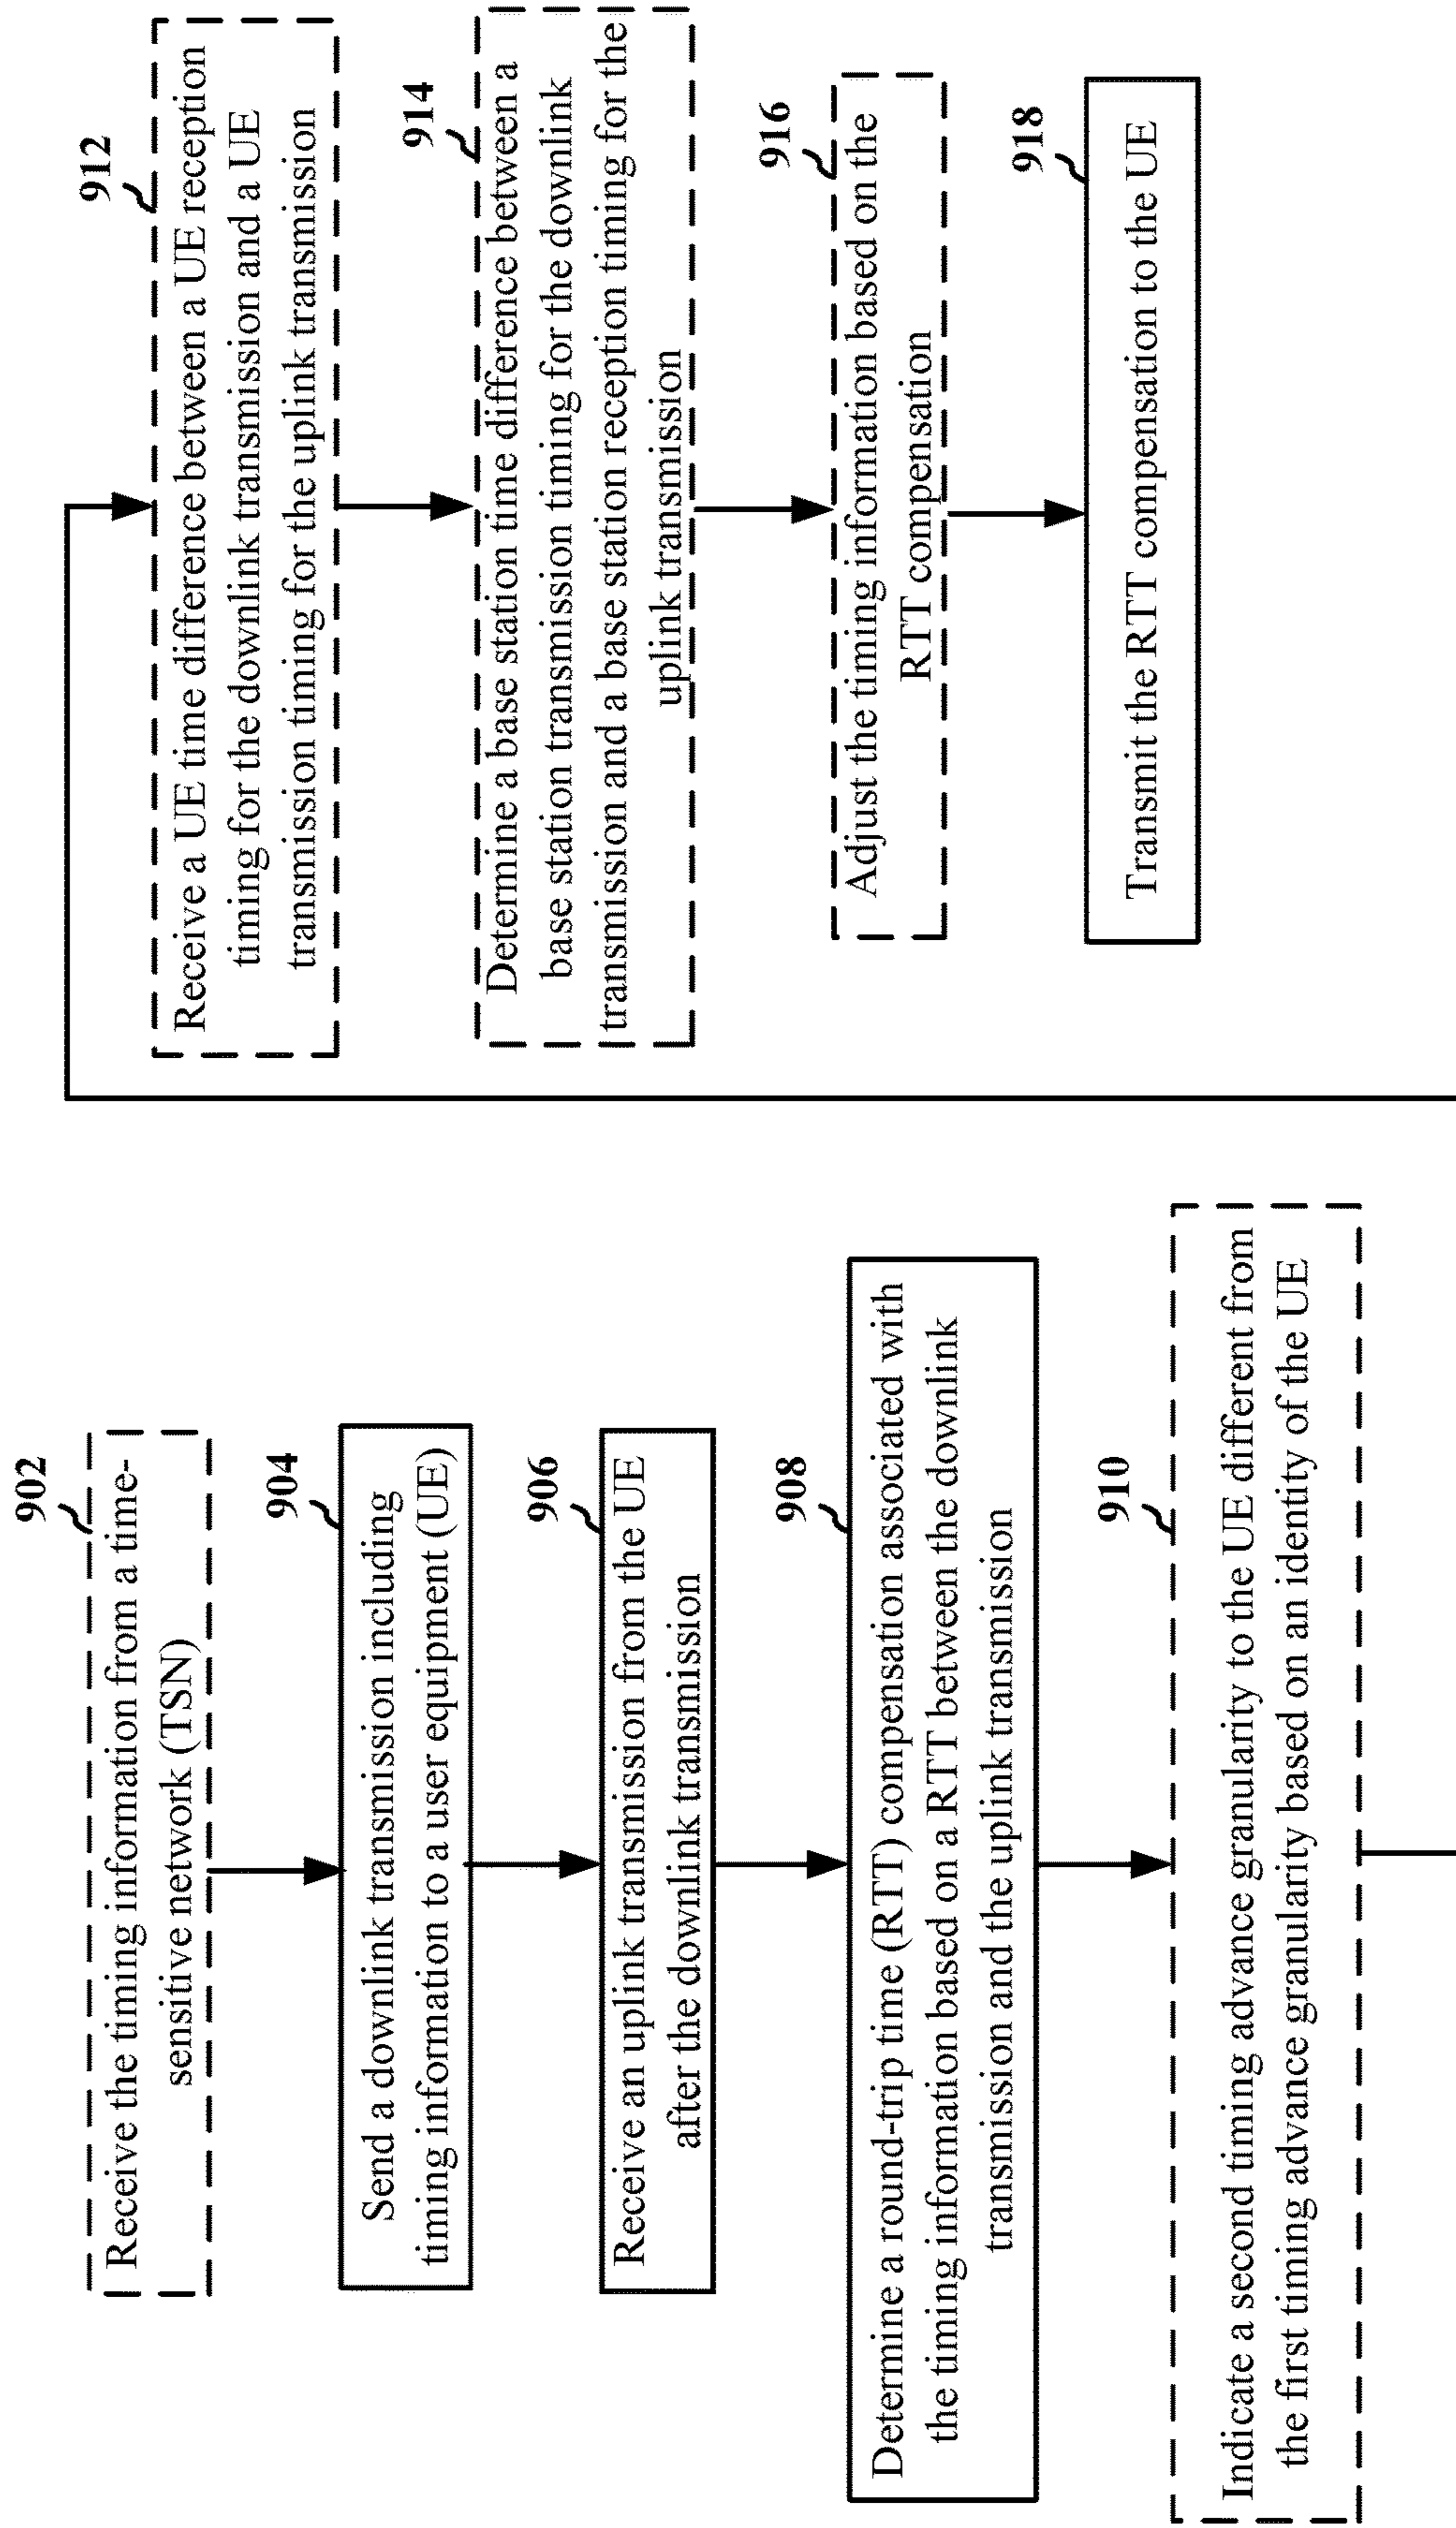 902
Receive the timing information from a time-
sensitive network (TSN)
904
Send a downlink transmission including
timing information to a user equipment (UE)
906
Receive an uplink transmission from the UE
after the downlink transmission
908
Determine a round-trip time (RTT) compensation associated with
the timing information based on a RTT between the downlink
transmission and the uplink transmission
910
Indicate a second timing advance granularity to the UE different from
the first timing advance granularity based on an identity of the UE
912
Receive a UE time difference between a UE reception
timing for the downlink transmission and a UE
transmission timing for the uplink transmission
914
Determine a base station time difference between a
base station transmission timing for the downlink
transmission and a base station reception timing for the
uplink transmission
916
Adjust the timing information based on the
RTT compensation
918
Transmit the RTT compensation to the UE